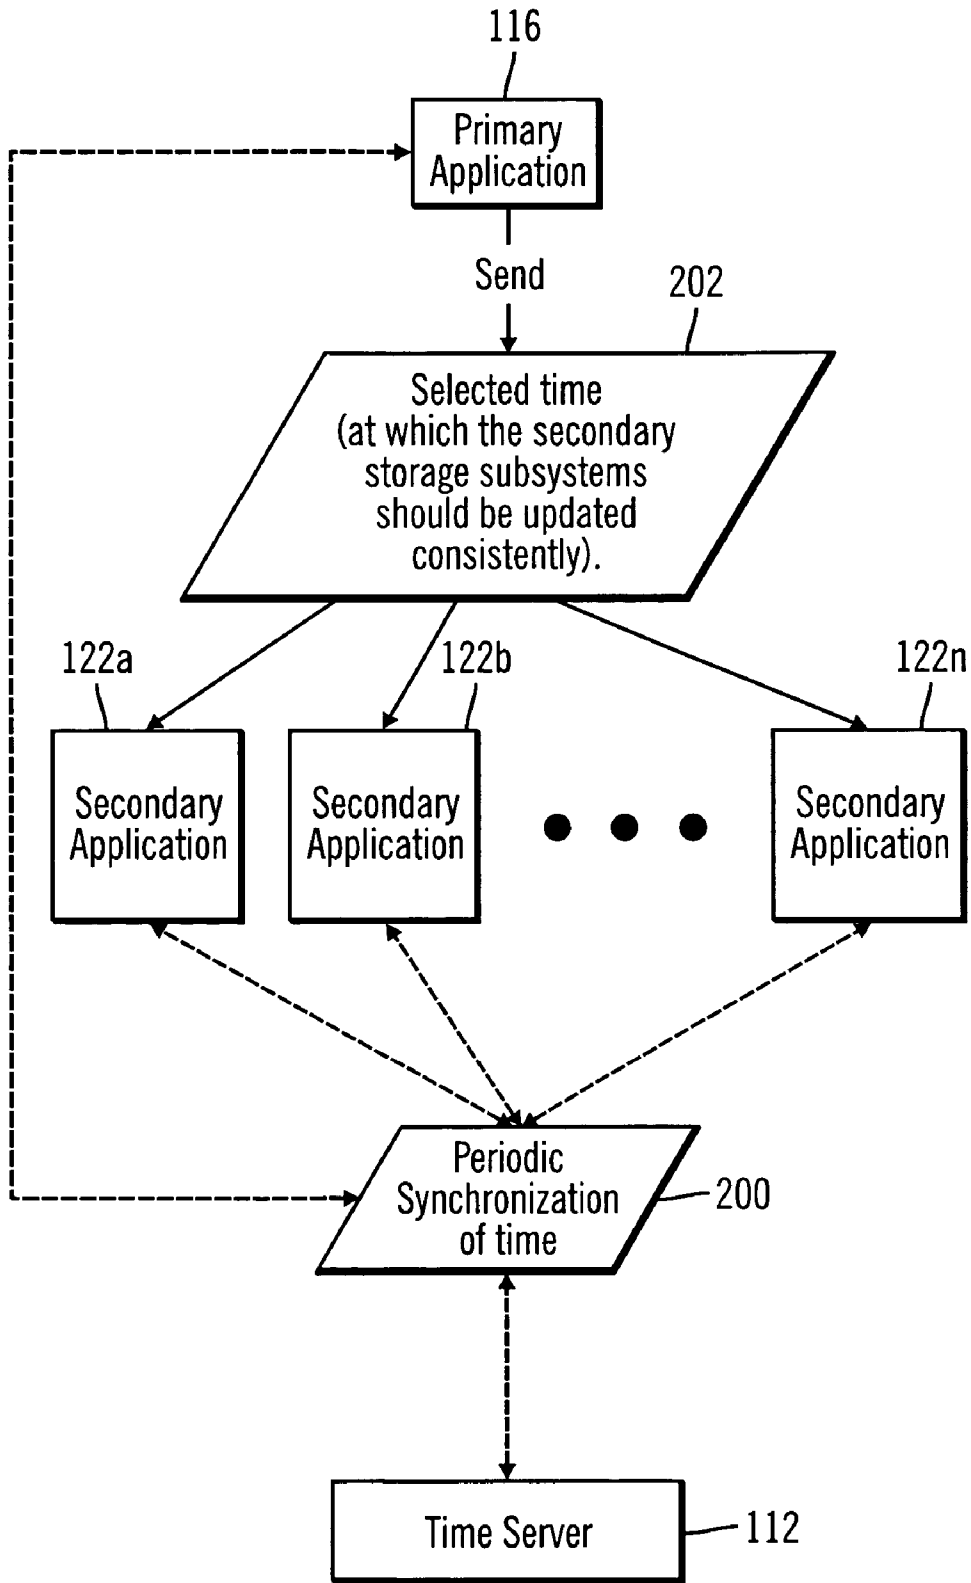 116
Primary
Application
Send
202
Selected time
(at which the secondary
storage subsystems
should be updated
consistently).
122a
122b
122n
Secondary
Application
Secondary
Application
Secondary
Application
Periodic
Synchronization
of time
200
Time Server
112